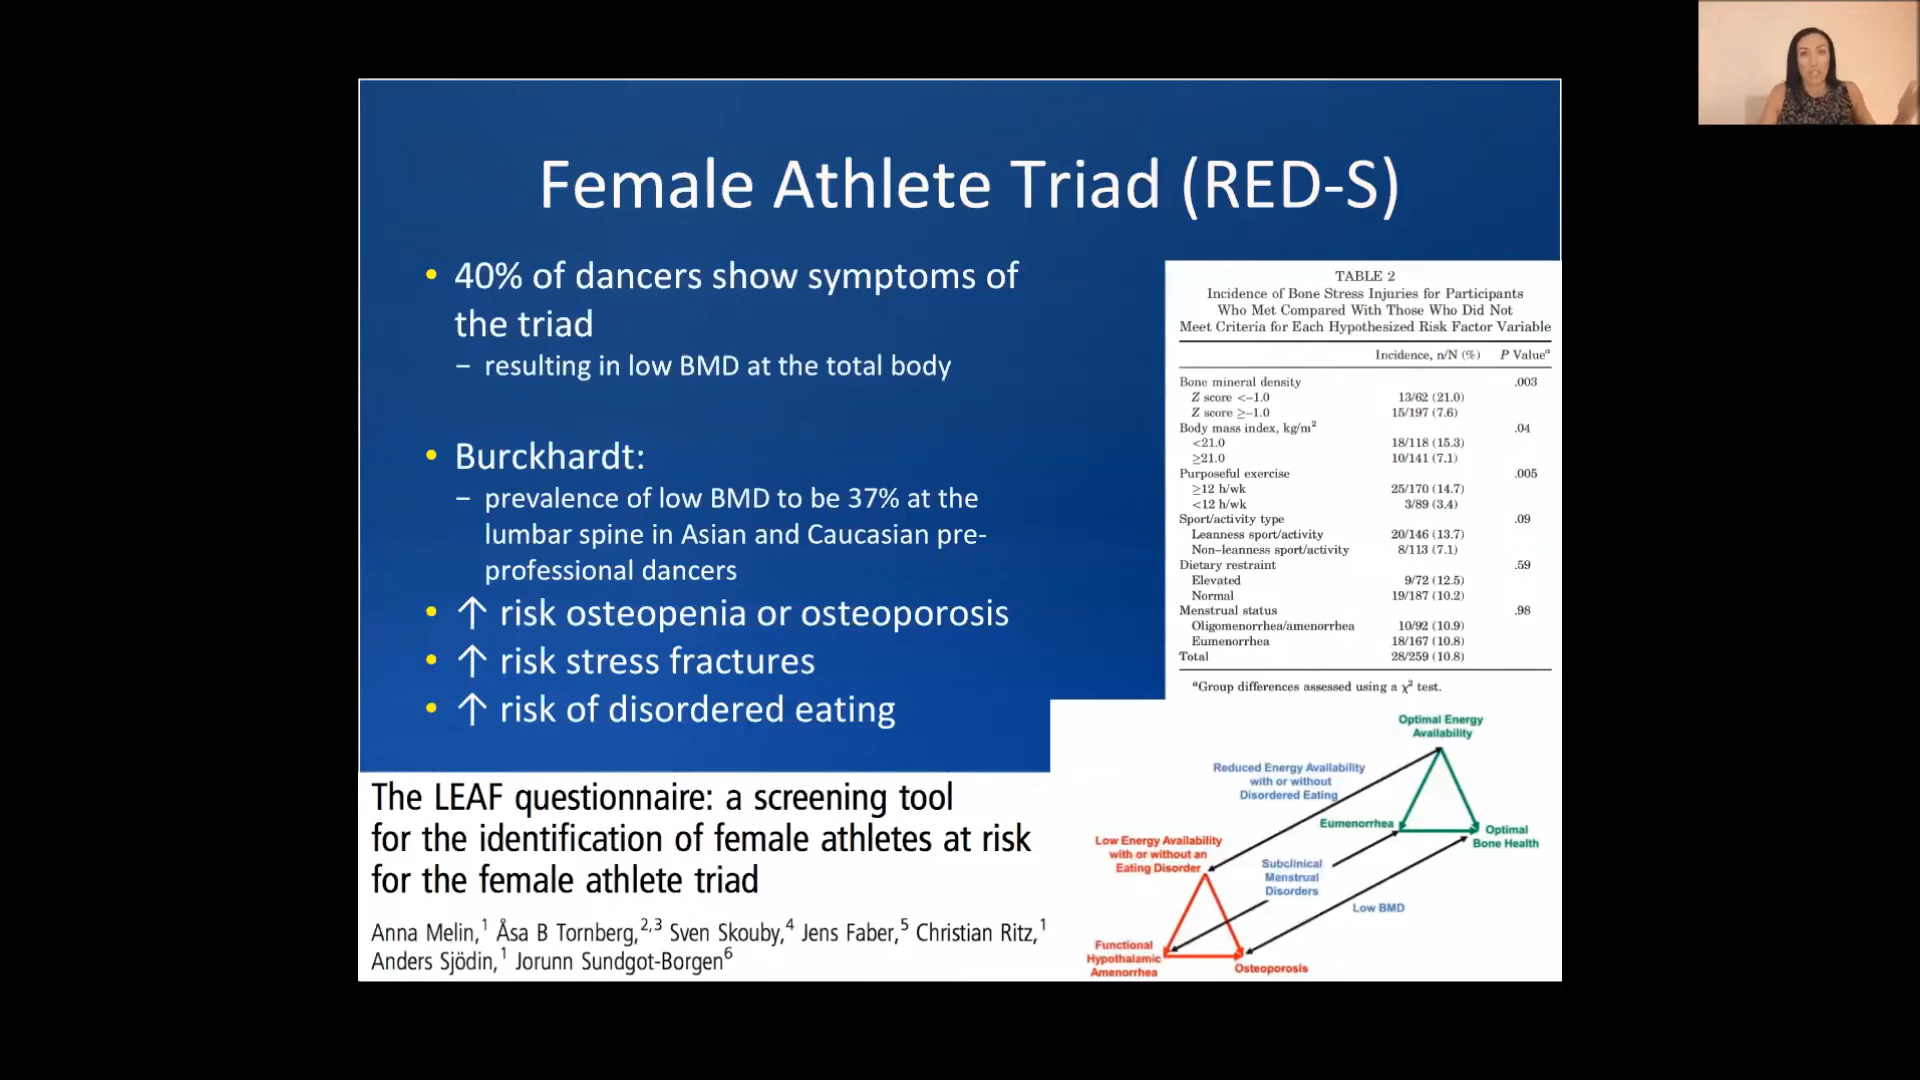 Female Athlete Triad (RED-S)
• 40% of dancers show symptoms of
the triad
– resulting in low BMD at the total body
• Burckhardt:
– prevalence of low BMD to be 37% at the
lumbar spine in Asian and Caucasian pre-
professional dancers
• ↑ risk osteopenia or osteoporosis
• ↑ risk stress fractures
• ↑ risk of disordered eating
TABLE 2
Incidence of Bone Stress Injuries for Participants
Who Met Compared With Those Who Did Not
Meet Criteria for Each Hypothesized Risk Factor Variable
Incidence, n/N (%) P Valueᵃ
Bone mineral density .003
Z score <–1.0 13/62 (21.0)
Z score ≥–1.0 15/197 (7.6)
Body mass index, kg/m² .04
<21.0 18/118 (15.3)
≥21.0 10/141 (7.1)
Purposeful exercise .005
≥12 h/wk 25/170 (14.7)
<12 h/wk 3/89 (3.4)
Sport/activity type .09
Leanness sport/activity 20/146 (13.7)
Non–leanness sport/activity 8/113 (7.1)
Dietary restraint .59
Elevated 9/72 (12.5)
Normal 19/187 (10.2)
Menstrual status .98
Oligomenorrhea/amenorrhea 10/92 (10.9)
Eumenorrhea 18/167 (10.8)
Total 28/259 (10.8)
ᵃGroup differences assessed using a χ² test.
The LEAF questionnaire: a screening tool
for the identification of female athletes at risk
for the female athlete triad
Anna Melin,¹ Åsa B Tornberg,²,³ Sven Skouby,⁴ Jens Faber,⁵ Christian Ritz,¹
Anders Sjödin,¹ Jorunn Sundgot-Borgen⁶
Optimal Energy
Availability
Reduced Energy Availability
with or without
Disordered Eating
Eumenorrhea
Optimal
Bone Health
Low Energy Availability
with or without an
Eating Disorder
Subclinical
Menstrual
Disorders
Low BMD
Functional
Hypothalamic
Amenorrhea
Osteoporosis